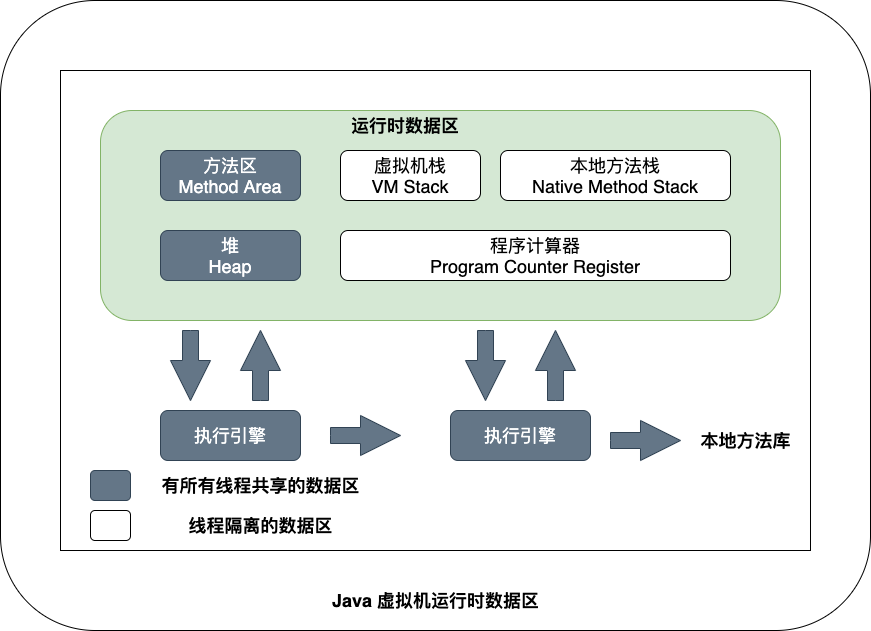 运行时数据区
方法区
Method Area
虚拟机栈
VM Stack
本地方法栈
Native Method Stack
堆
Heap
程序计算器
Program Counter Register
执行引擎
执行引擎
本地方法库
有所有线程共享的数据区
线程隔离的数据区
Java 虚拟机运行时数据区